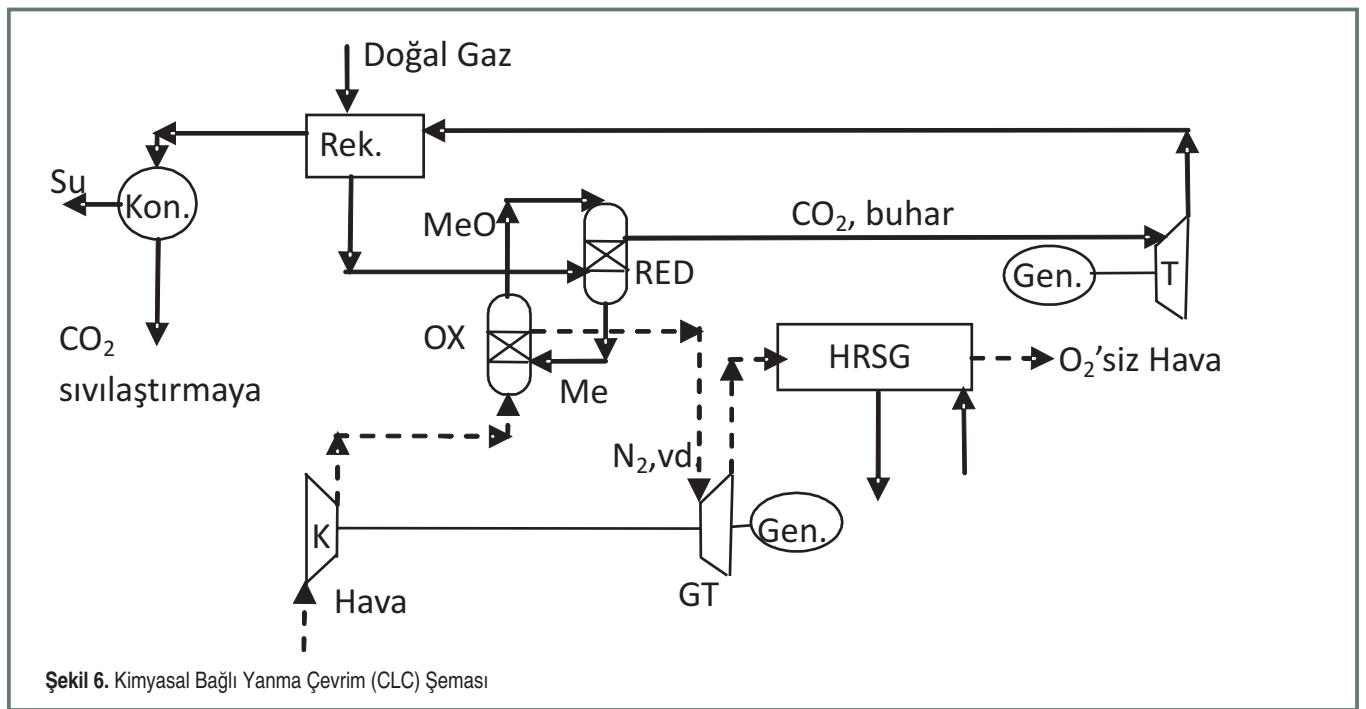 Doğal Gaz
Rek.
Su
Kon.
MeO
CO₂, buhar
RED
Gen.
T
OX
CO₂
sıvılaştırmaya
Me
HRSG
O₂'siz Hava
N₂,vd.
K
Gen.
GT
Hava
Şekil 6. Kimyasal Bağlı Yanma Çevrim (CLC) Şeması